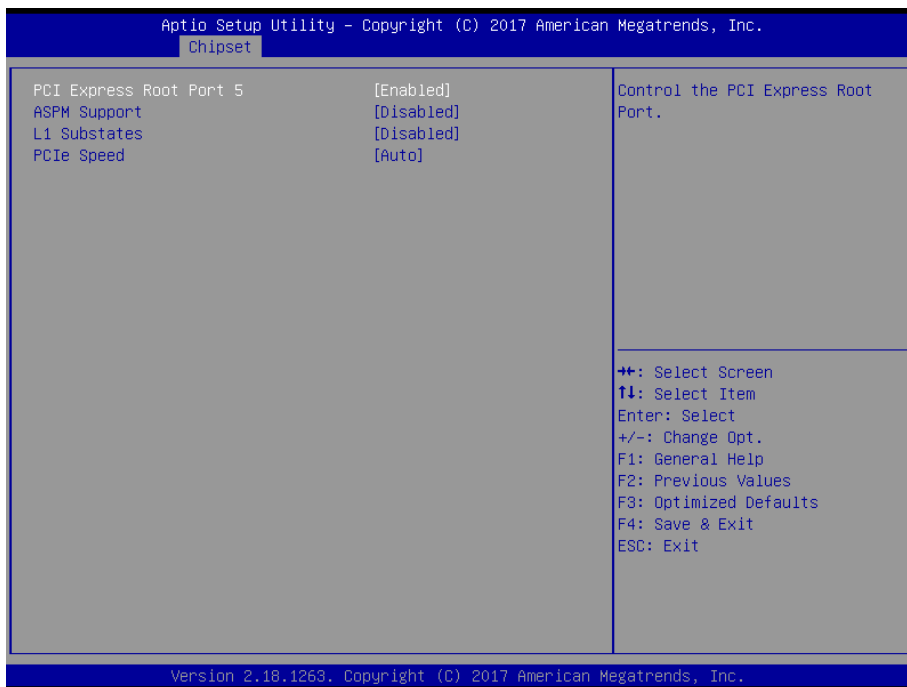 Aptio Setup Utility – Copyright (C) 2017 American Megatrends, Inc.
Chipset
PCI Express Root Port 5 [Enabled]
ASPM Support [Disabled]
L1 Substates [Disabled]
PCIe Speed [Auto]
Control the PCI Express Root
Port.
→←: Select Screen
↑↓: Select Item
Enter: Select
+/-: Change Opt.
F1: General Help
F2: Previous Values
F3: Optimized Defaults
F4: Save & Exit
ESC: Exit
Version 2.18.1263. Copyright (C) 2017 American Megatrends, Inc.